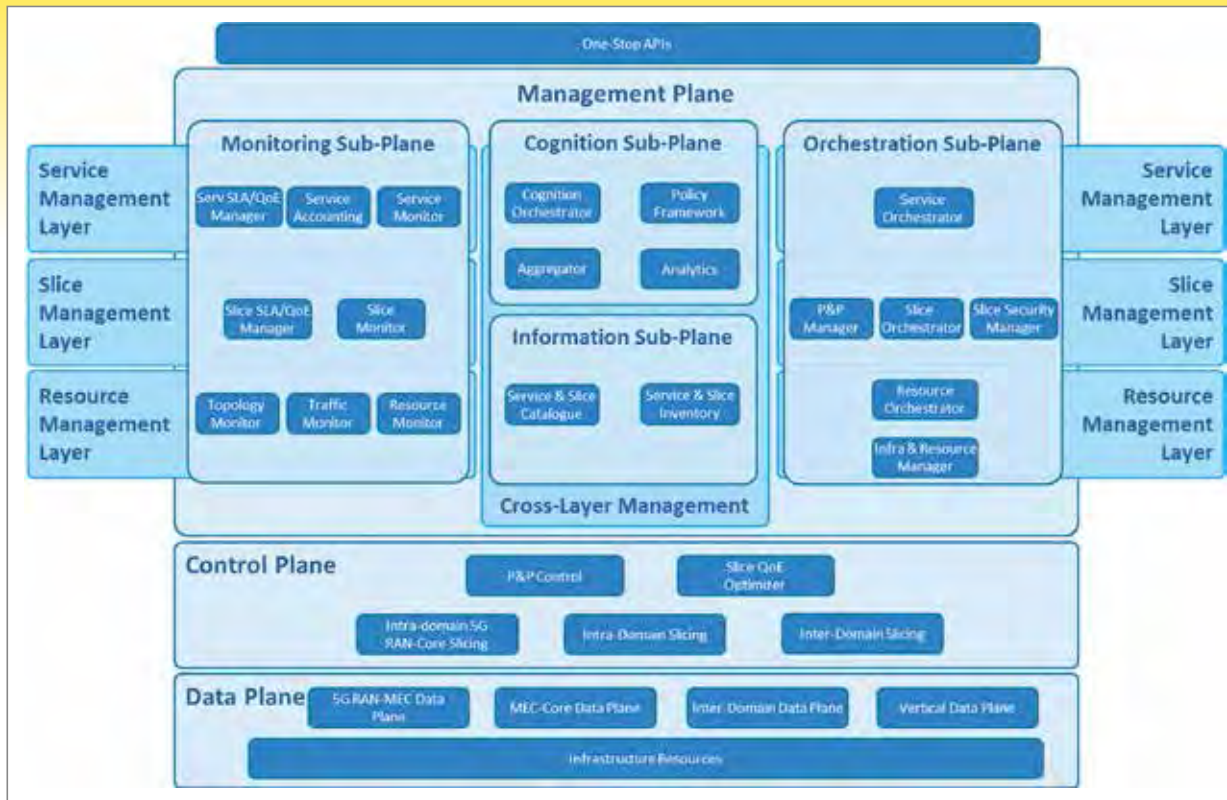 One-Stop APIs
Management Plane
Monitoring Sub-Plane
Cognition Sub-Plane
Orchestration Sub-Plane
Service
Management
Layer
Serv SLA/QoE
Manager
Service
Accounting
Service
Monitor
Cognition
Orchestrator
Policy
Framework
Service
Orchestrator
Service
Management
Layer
Aggregator
Analytics
Slice
Management
Layer
Slice SLA/QoE
Manager
Slice
Monitor
P&P
Manager
Slice
Orchestrator
Slice Security
Manager
Slice
Management
Layer
Information Sub-Plane
Resource
Management
Layer
Topology
Monitor
Traffic
Monitor
Resource
Monitor
Service & Slice
Catalogue
Service & Slice
Inventory
Resource
Orchestrator
Infra & Resource
Manager
Resource
Management
Layer
Cross-Layer Management
Control Plane
P&P Control
Slice QoE
Optimizer
Intra-domain 5G
RAN-Core Slicing
Intra-Domain Slicing
Inter-Domain Slicing
Data Plane
5G RAN-MEC Data
Plane
MEC-Core Data Plane
Inter-Domain Data Plane
Vertical Data Plane
Infrastructure Resources